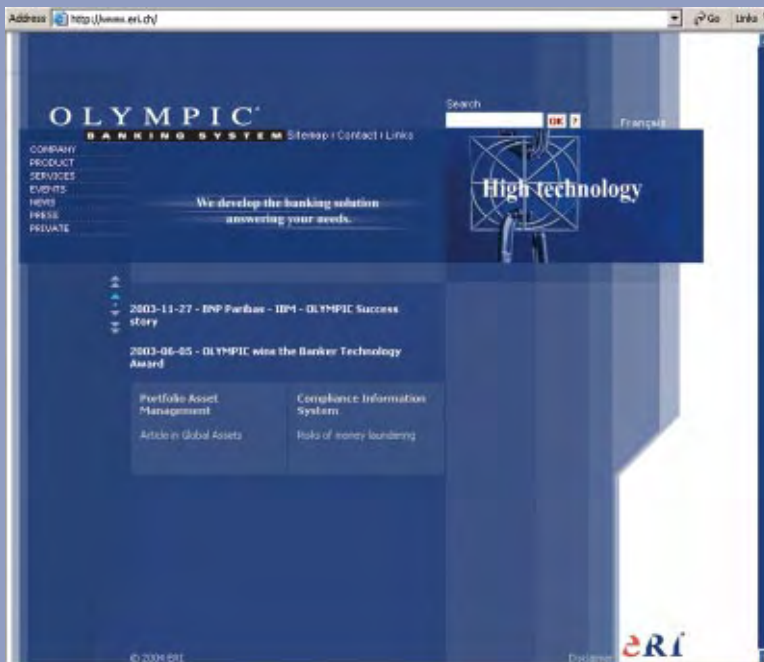 Address http://www.eri.ch/ Go Links
Search
OLYMPIC
BANKING SYSTEM
OK ?
Sitemap | Contact | Links
Français
COMPANY
PRODUCT
SERVICES
EVENTS
NEWS
PRESS
PRIVATE
We develop the banking solution
answering your needs.
High technology
2003-11-27 - BNP Paribas - IBM - OLYMPIC Success
story
2003-06-05 - OLYMPIC wins the Banker Technology
Award
Portfolio Asset
Management
Article in Global Assets
Compliance Information
System
Risks of money laundering
© 2004 ERI
Disclaimer
eRI